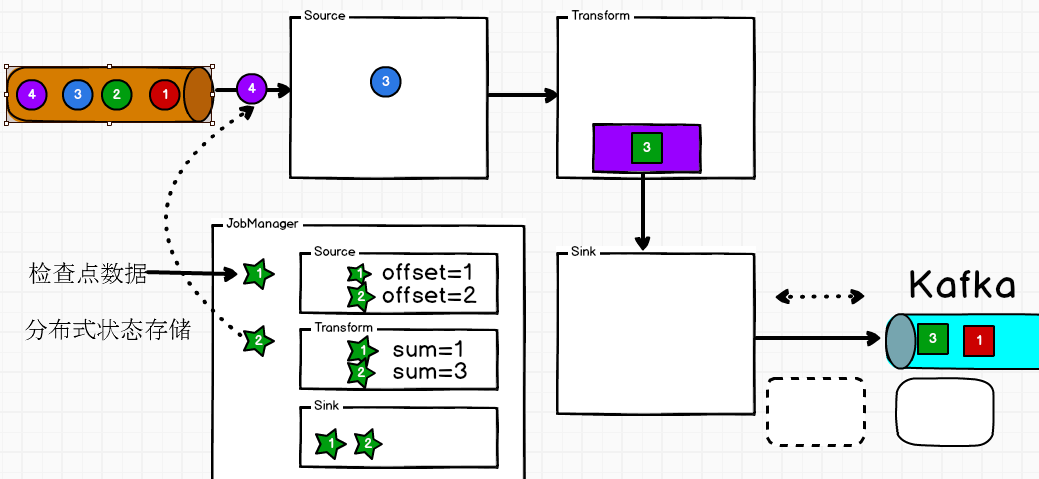 Source
Transform
4
3
2
1
4
3
3
JobManager
检查点数据
1
Source
1 offset=1
2 offset=2
分布式状态存储
2
Transform
1 sum=1
2 sum=3
Sink
1
2
Sink
Kafka
3
1